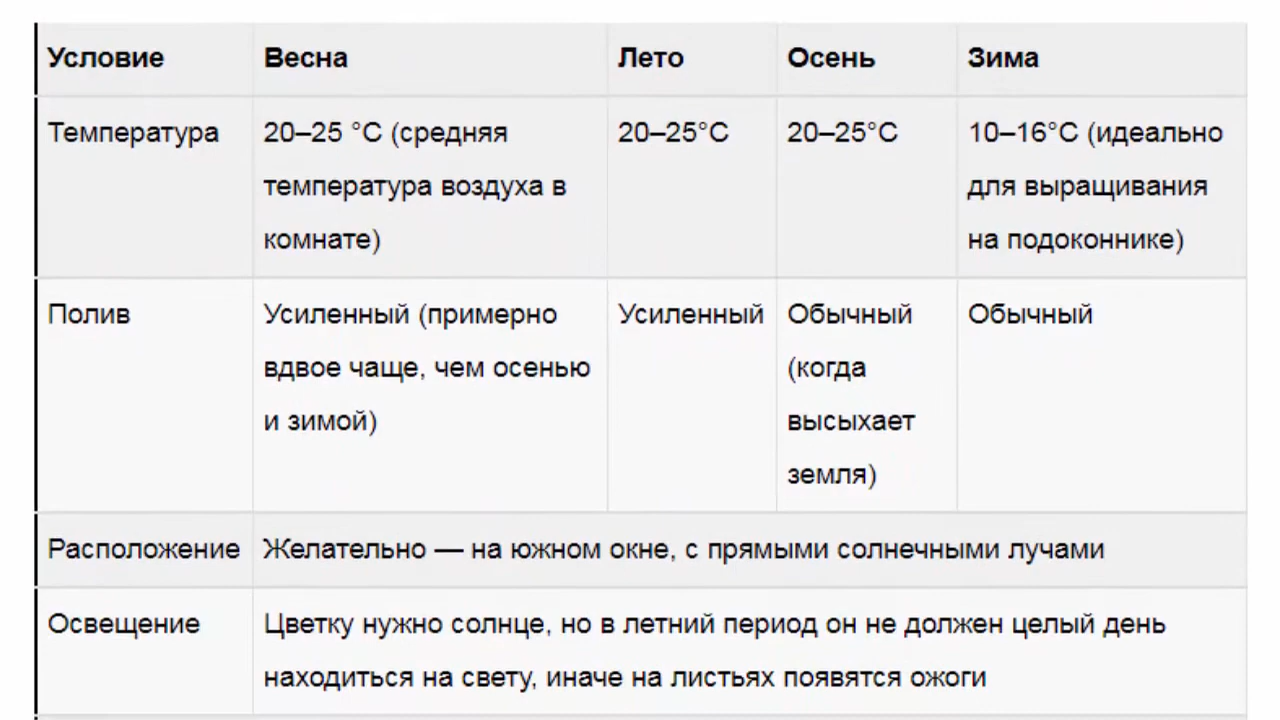 Условие Весна Лето Осень Зима
Температура 20–25 °C (средняя 20–25°C 20–25°C 10–16°C (идеально
температура воздуха в для выращивания
комнате) на подоконнике)
Полив Усиленный (примерно Усиленный Обычный Обычный
вдвое чаще, чем осенью (когда
и зимой) высыхает
земля)
Расположение Желательно — на южном окне, с прямыми солнечными лучами
Освещение Цветку нужно солнце, но в летний период он не должен целый день
находиться на свету, иначе на листьях появятся ожоги